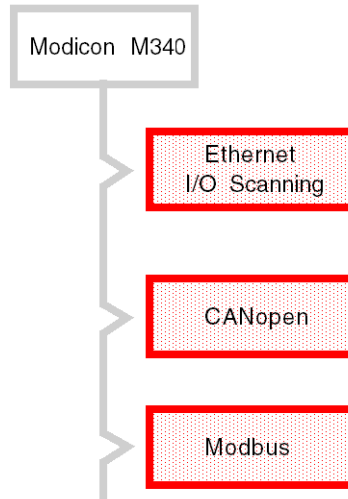 Modicon M340
Ethernet
I/O Scanning
CANopen
Modbus